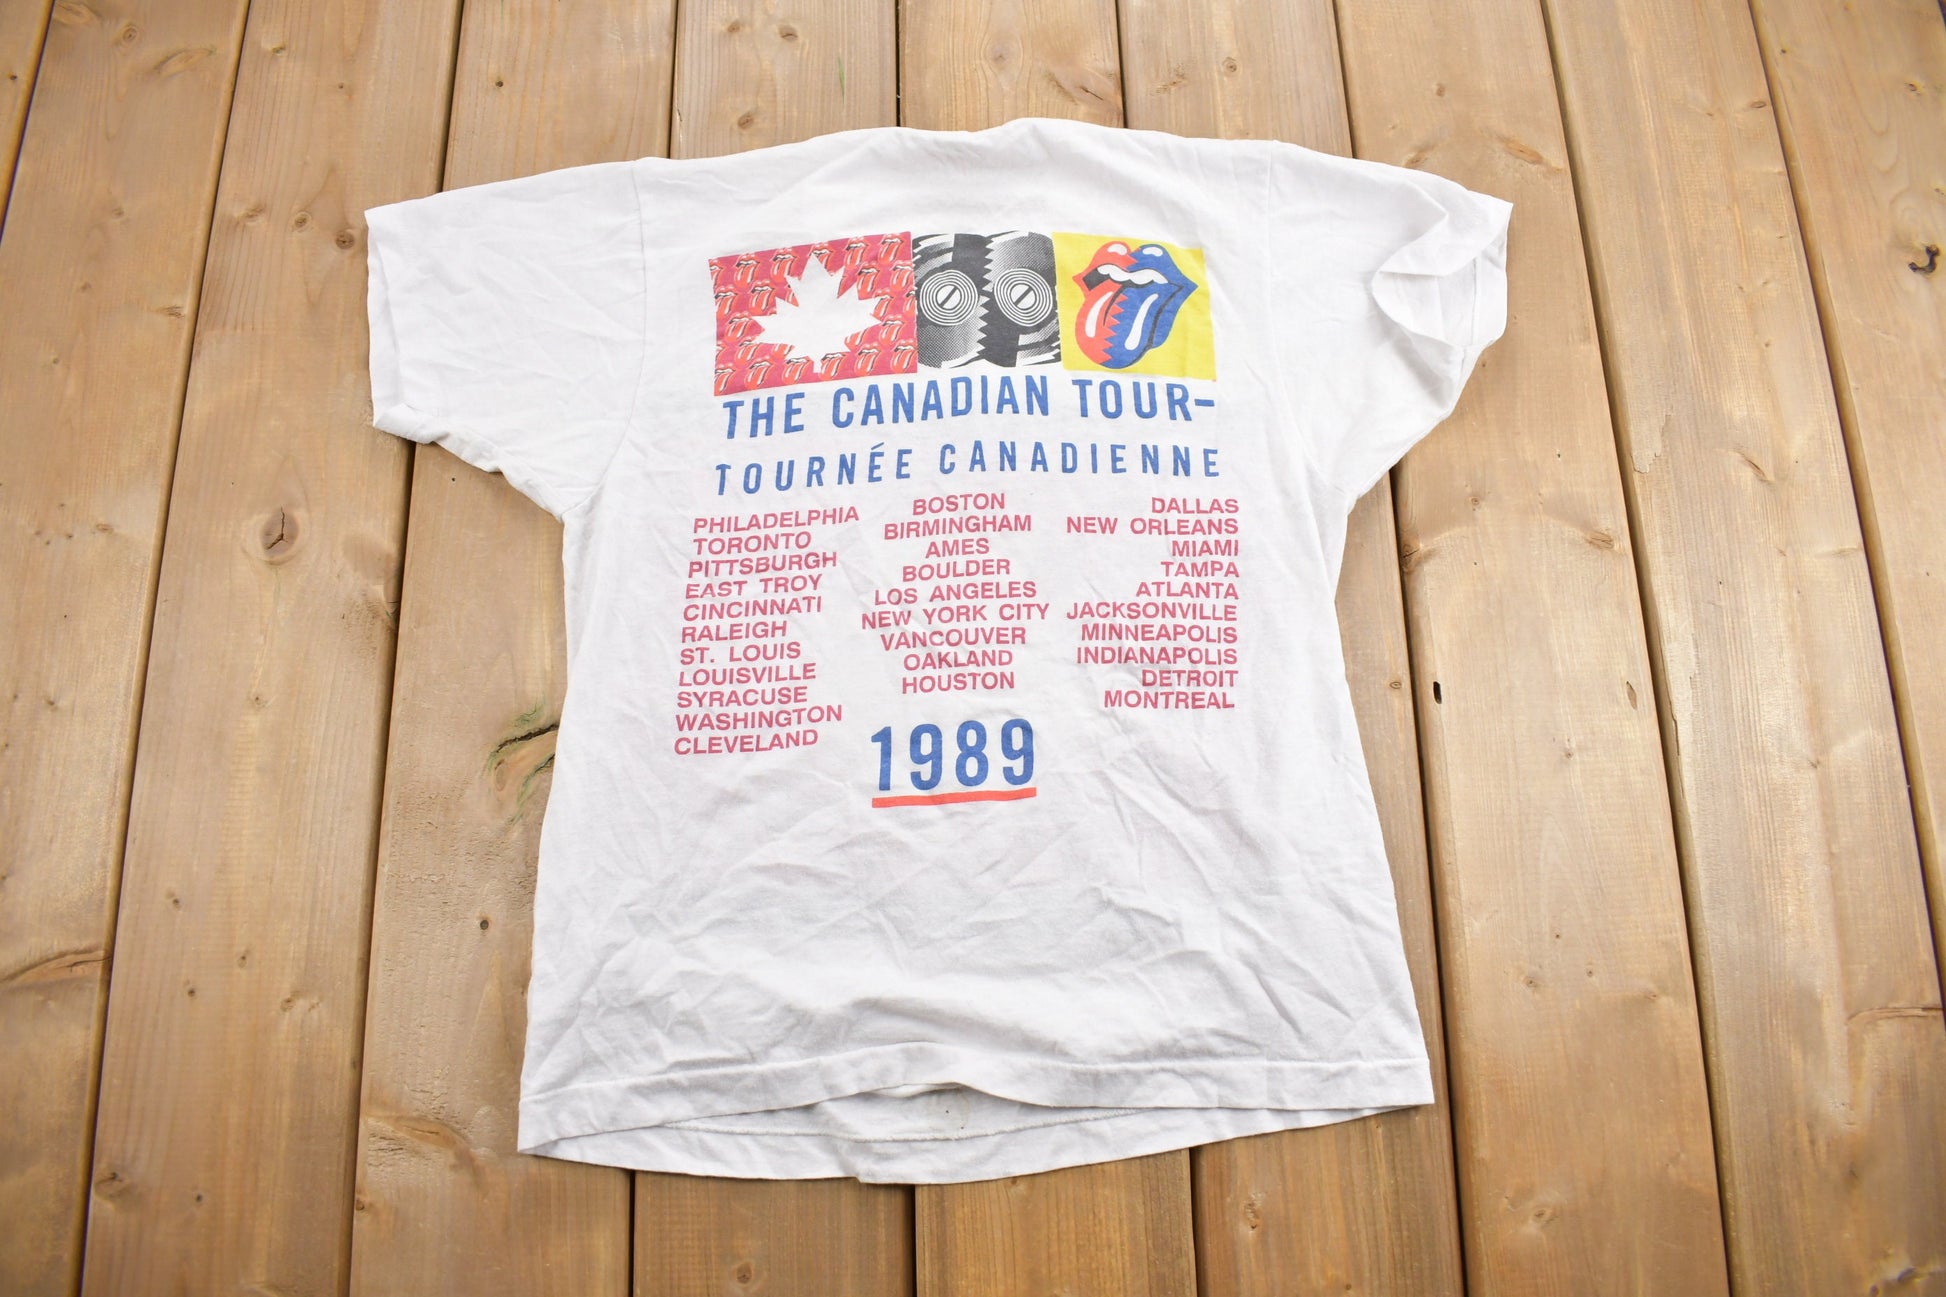 THE CANADIAN TOUR-
TOURNÉE CANADIENNE
PHILADELPHIA
TORONTO
PITTSBURGH
EAST TROY
CINCINNATI
RALEIGH
ST. LOUIS
LOUISVILLE
SYRACUSE
WASHINGTON
CLEVELAND
BOSTON
BIRMINGHAM
AMES
BOULDER
LOS ANGELES
NEW YORK CITY
VANCOUVER
OAKLAND
HOUSTON
DALLAS
NEW ORLEANS
MIAMI
TAMPA
ATLANTA
JACKSONVILLE
MINNEAPOLIS
INDIANAPOLIS
DETROIT
MONTREAL
1989